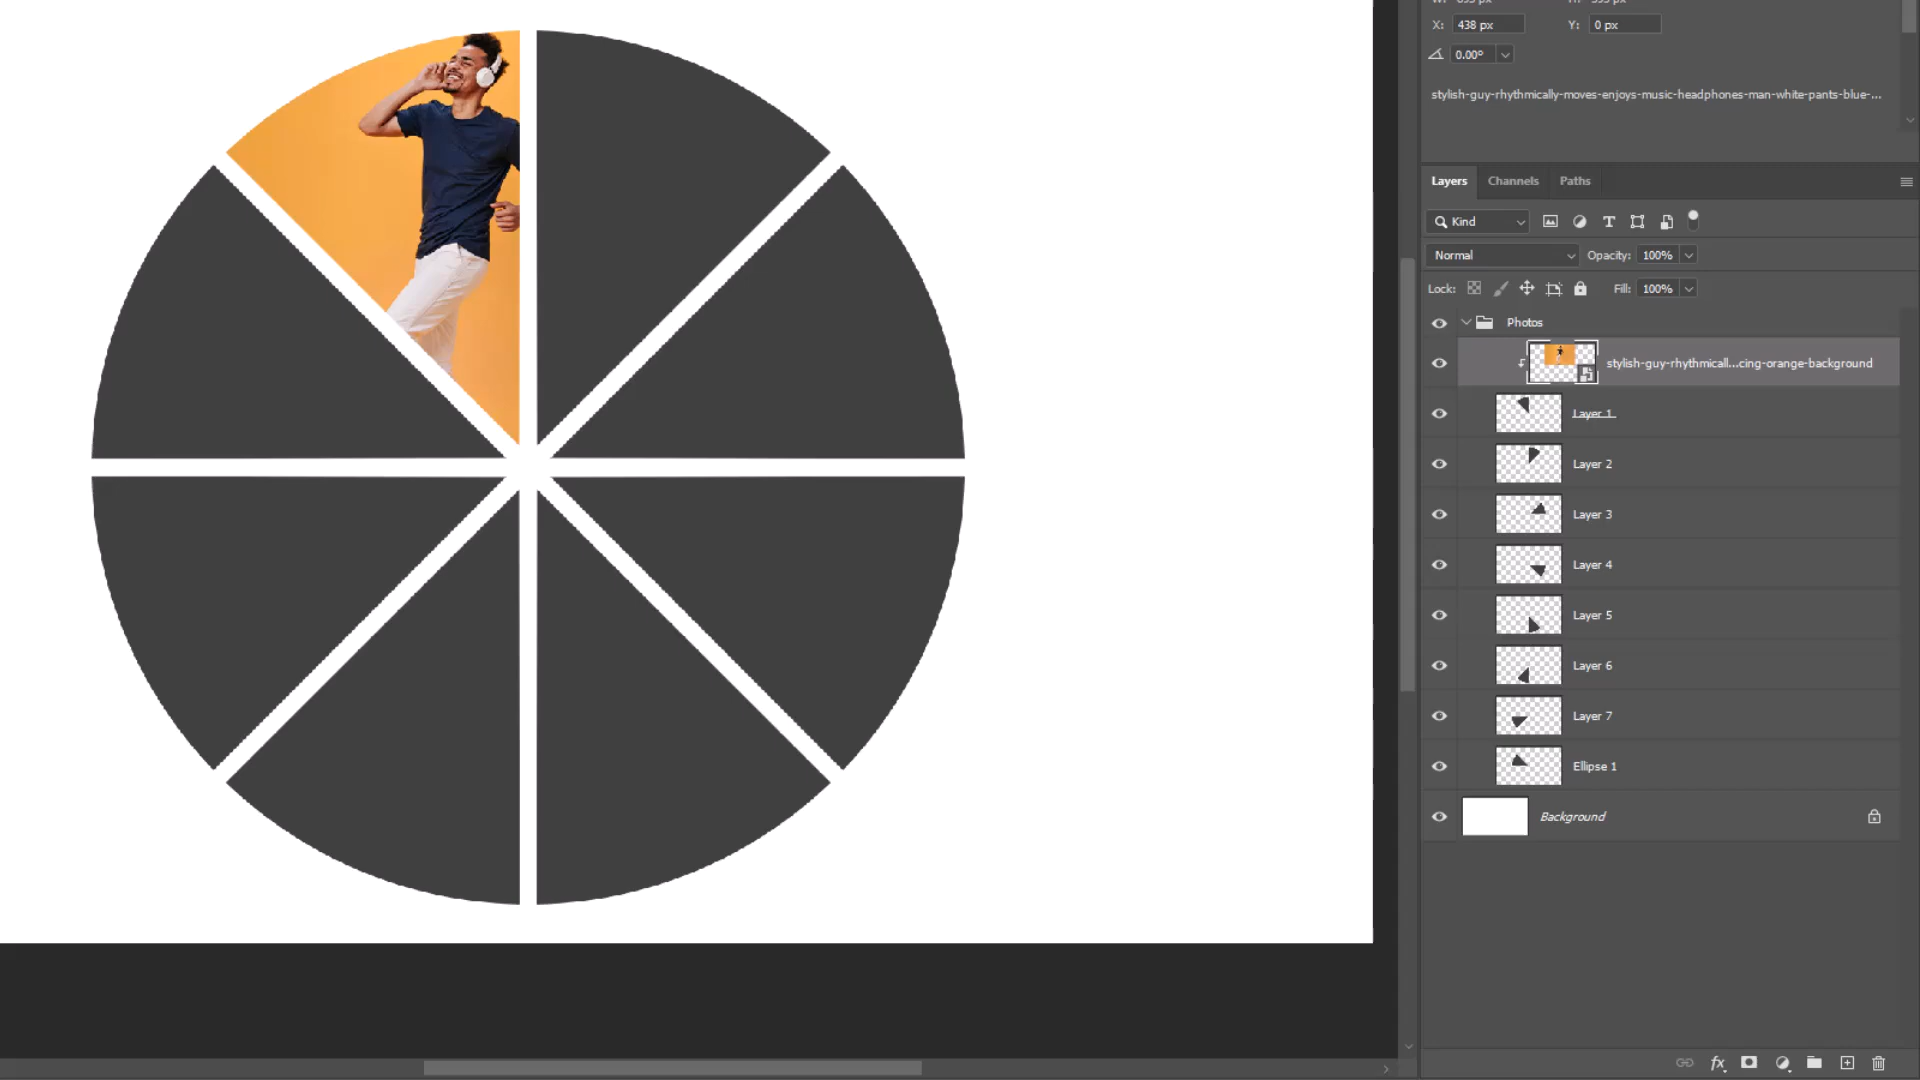 X: 438 px Y: 0 px
0.00°
stylish-guy-rhythmically-moves-enjoys-music-headphones-man-white-pants-blue-...
Layers Channels Paths
Kind
Normal Opacity: 100%
Lock: Fill: 100%
Photos
stylish-guy-rhythmicall...cing-orange-background
Layer 1
Layer 2
Layer 3
Layer 4
Layer 5
Layer 6
Layer 7
Ellipse 1
Background
fx